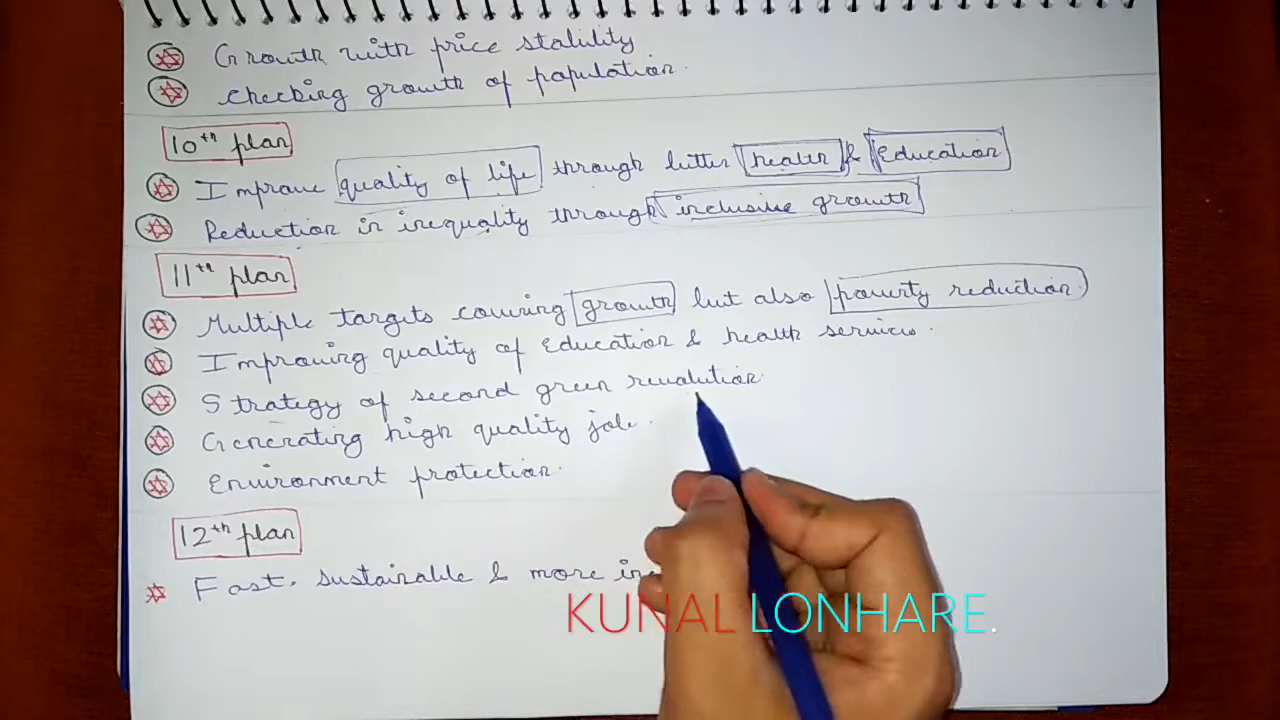 Growth with price stability
Checking growth of population.
10th plan
Improve quality of life through better health & Education
Reduction in inequality through inclusive growth
11th plan
Multiple targets covering growth but also poverty reduction
Improving quality of Education & health services.
Strategy of second green revolution.
Generating high quality job.
Environment protection.
12th plan
Fast, sustainable & more
KUNAL LONHARE.